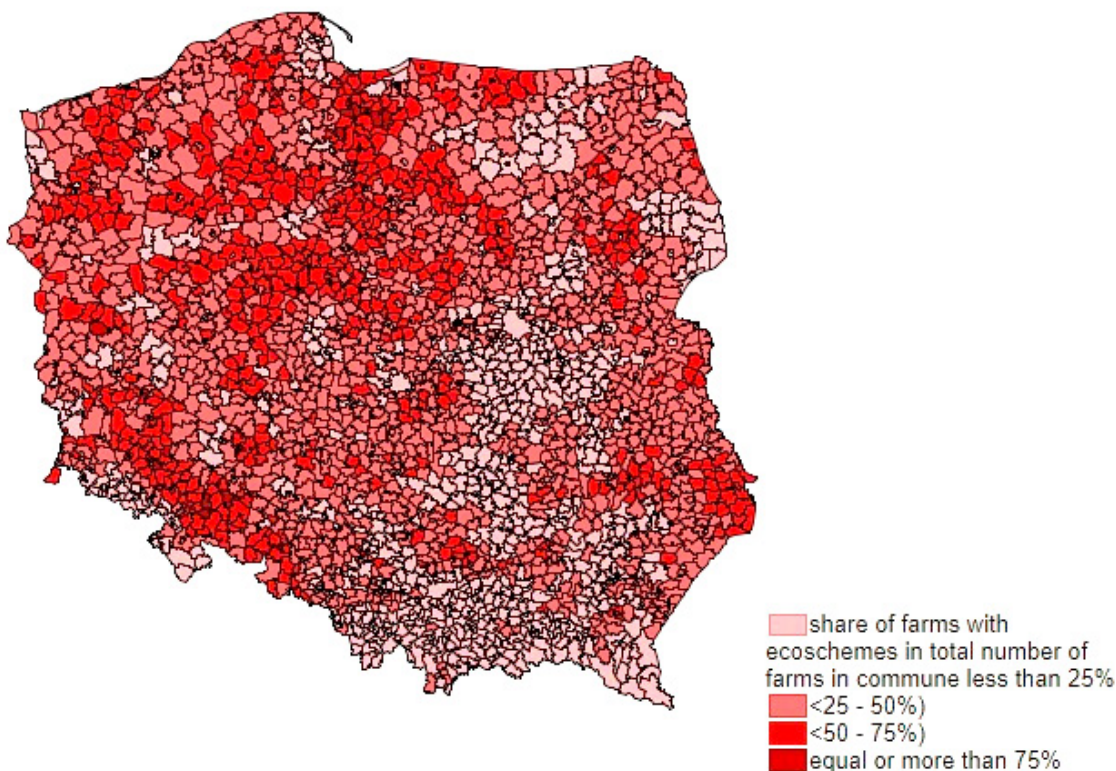 share of farms with
ecoschemes in total number of
farms in commune less than 25%
<25 - 50%)
<50 - 75%)
equal or more than 75%